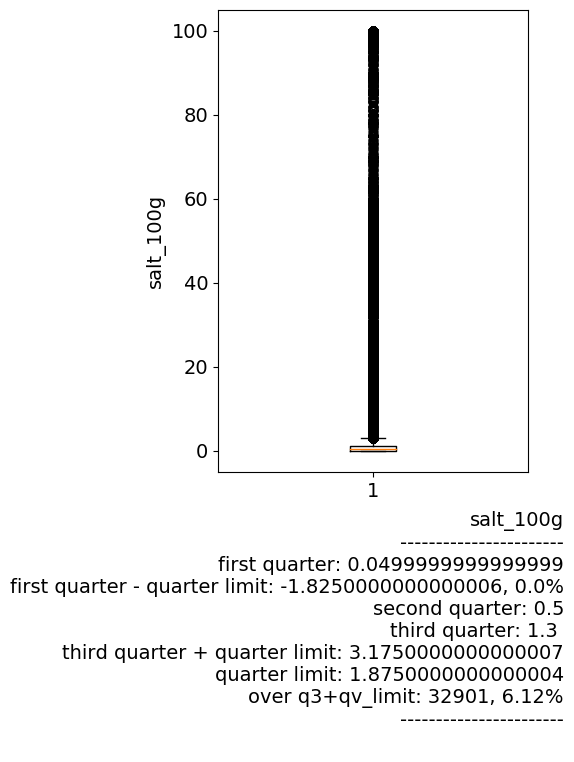 100
80
60
40
20
0
salt_100g
1
salt_100g
-----------------------
first quarter: 0.0499999999999999
first quarter - quarter limit: -1.8250000000000006, 0.0%
second quarter: 0.5
third quarter: 1.3
third quarter + quarter limit: 3.1750000000000007
quarter limit: 1.8750000000000004
over q3+qv_limit: 32901, 6.12%
-----------------------